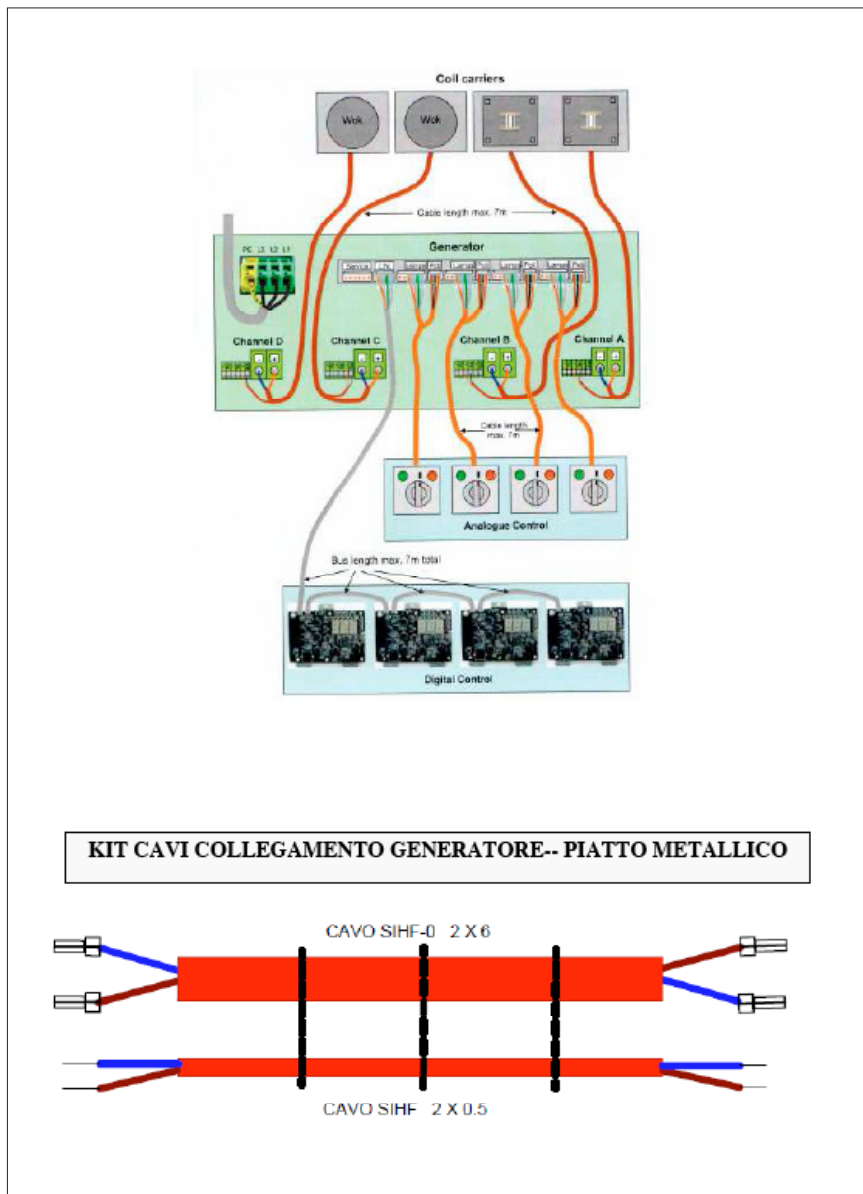 Coil carriers
Wok
Wok
Cable length max. 7m
Generator
Channel D
Channel C
Channel B
Channel A
Cable length
max. 7m
Analogue Control
Bus length max. 7m total
Digital Control
KIT CAVI COLLEGAMENTO GENERATORE-- PIATTO METALLICO
CAVO SIHF-0 2 X 6
CAVO SIHF 2 X 0.5